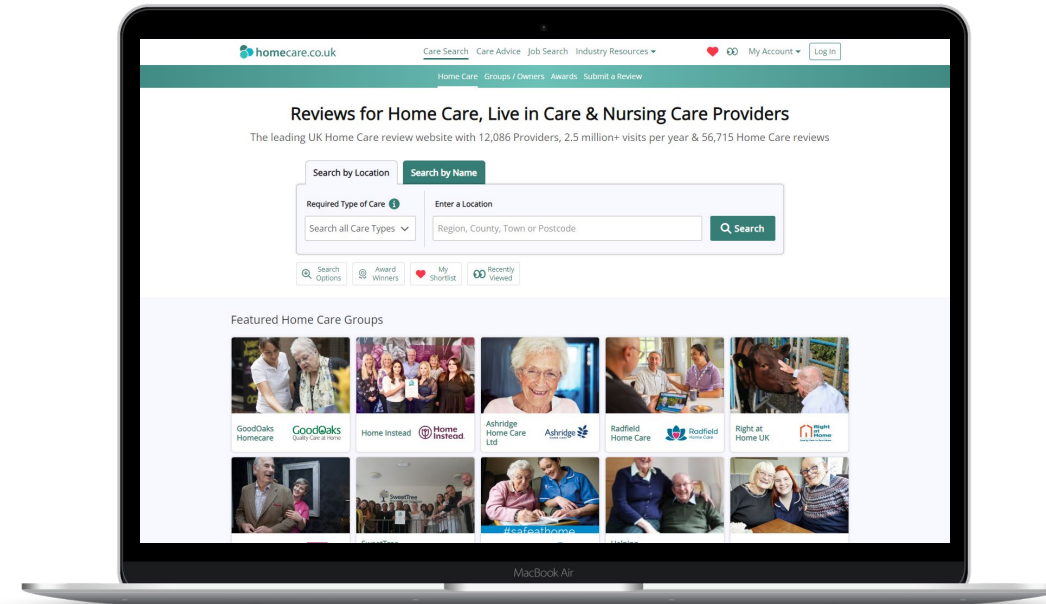 homecare.co.uk
Care Search Care Advice Job Search Industry Resources
My Account
Log In
Home Care Groups / Owners Awards Submit a Review
Reviews for Home Care, Live in Care & Nursing Care Providers
The leading UK Home Care review website with 12,086 Providers, 2.5 million+ visits per year & 56,715 Home Care reviews
Search by Location
Search by Name
Required Type of Care i
Enter a Location
Search all Care Types
Region, County, Town or Postcode
Search
Search
Options
Award
Winners
My
Shortlist
Recently
Viewed
Featured Home Care Groups
GoodOaks
Homecare
GoodOaks
Quality Care at Home
Home Instead
Home
Instead.
Ashridge
Home Care
Ltd
Ashridge
Radfield
Home Care
Radfield
Home Care
Right at
Home UK
Right
at
Home
SweetTree
#safeathome
SweetTree
Helping
MacBook Air